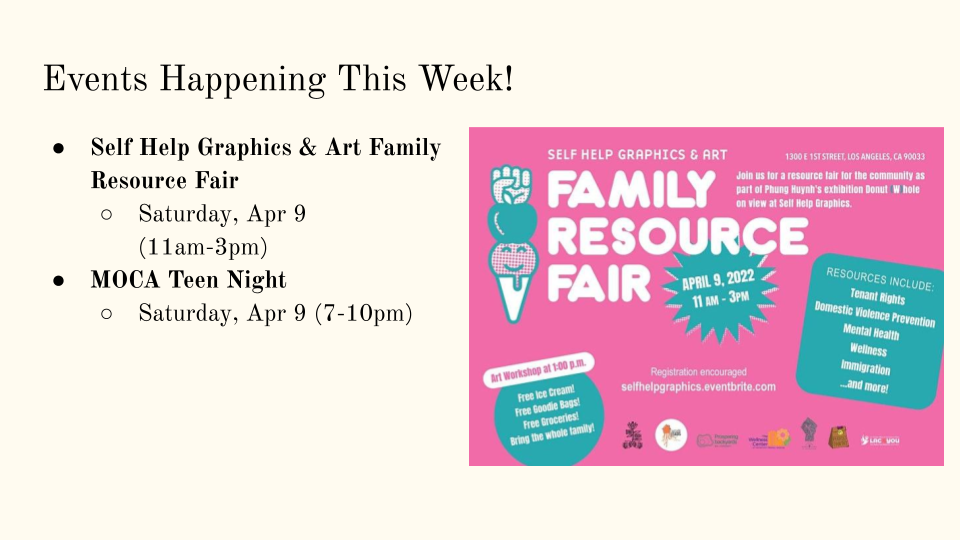 Events Happening This Week!
● Self Help Graphics & Art Family
Resource Fair
○ Saturday, Apr 9
(11am-3pm)
● MOCA Teen Night
○ Saturday, Apr 9 (7-10pm)
SELF HELP GRAPHICS & ART
1300 E 1ST STREET, LOS ANGELES, CA 90033
FAMILY
RESOURCE
FAIR
Join us for a resource fair for the community as
part of Phung Huynh's exhibition Donut (W)hole
on view at Self Help Graphics.
APRIL 9, 2022
11 AM - 3PM
RESOURCES INCLUDE:
Tenant Rights
Domestic Violence Prevention
Mental Health
Wellness
Immigration
...and more!
Art Workshop at 1:00 p.m.
Free Ice Cream!
Free Goodie Bags!
Free Groceries!
Bring the whole family!
Registration encouraged
selfhelpgraphics.eventbrite.com
Wellness
Center